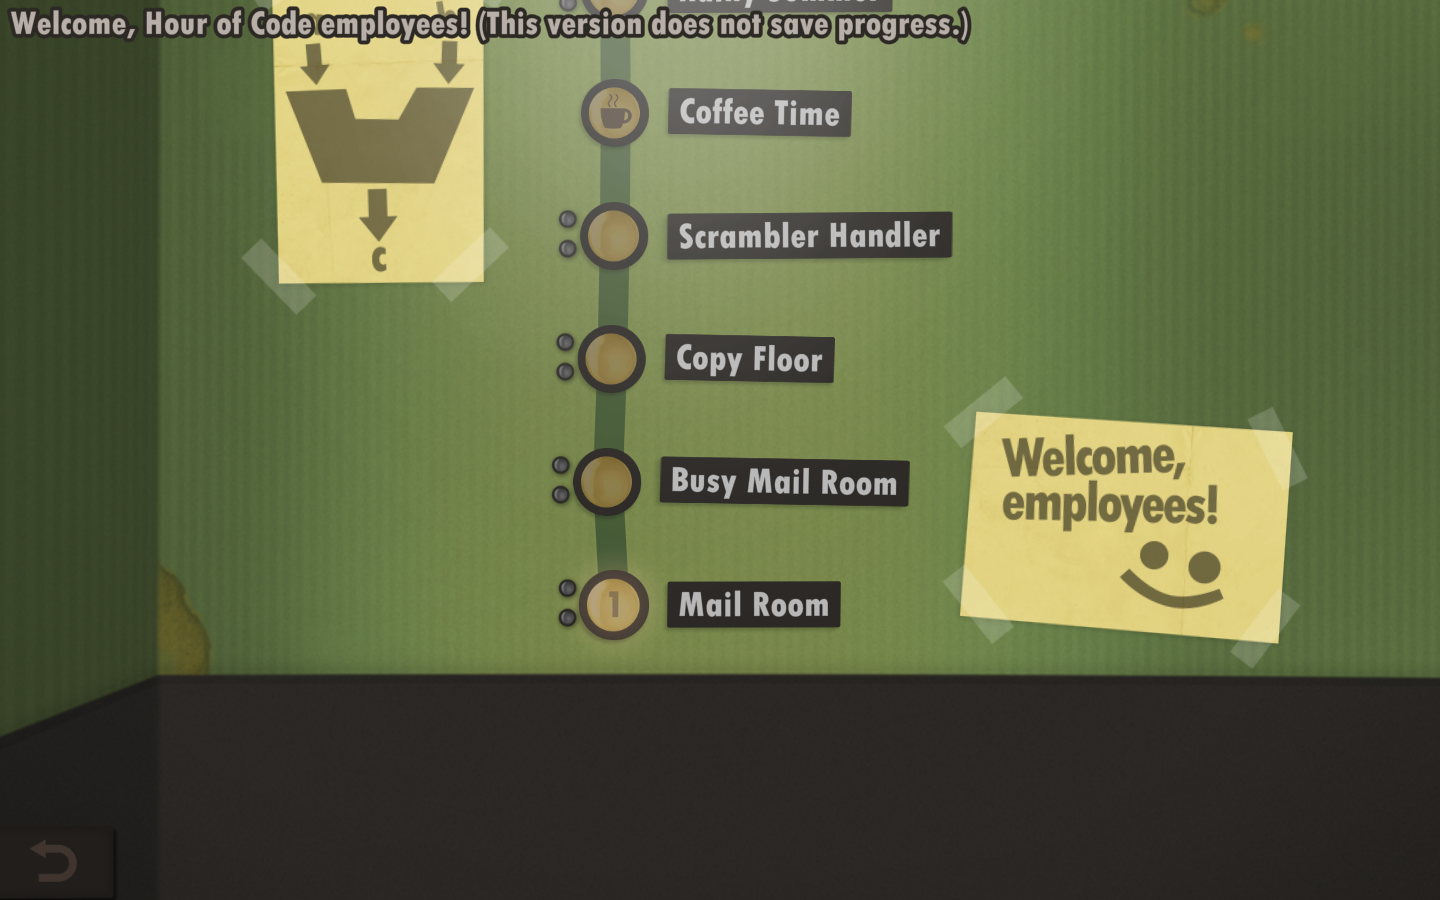 Welcome, Hour of Code employees! (This version does not save progress.)
C
Coffee Time
Scrambler Handler
Copy Floor
Busy Mail Room
1
Mail Room
Welcome,
employees!